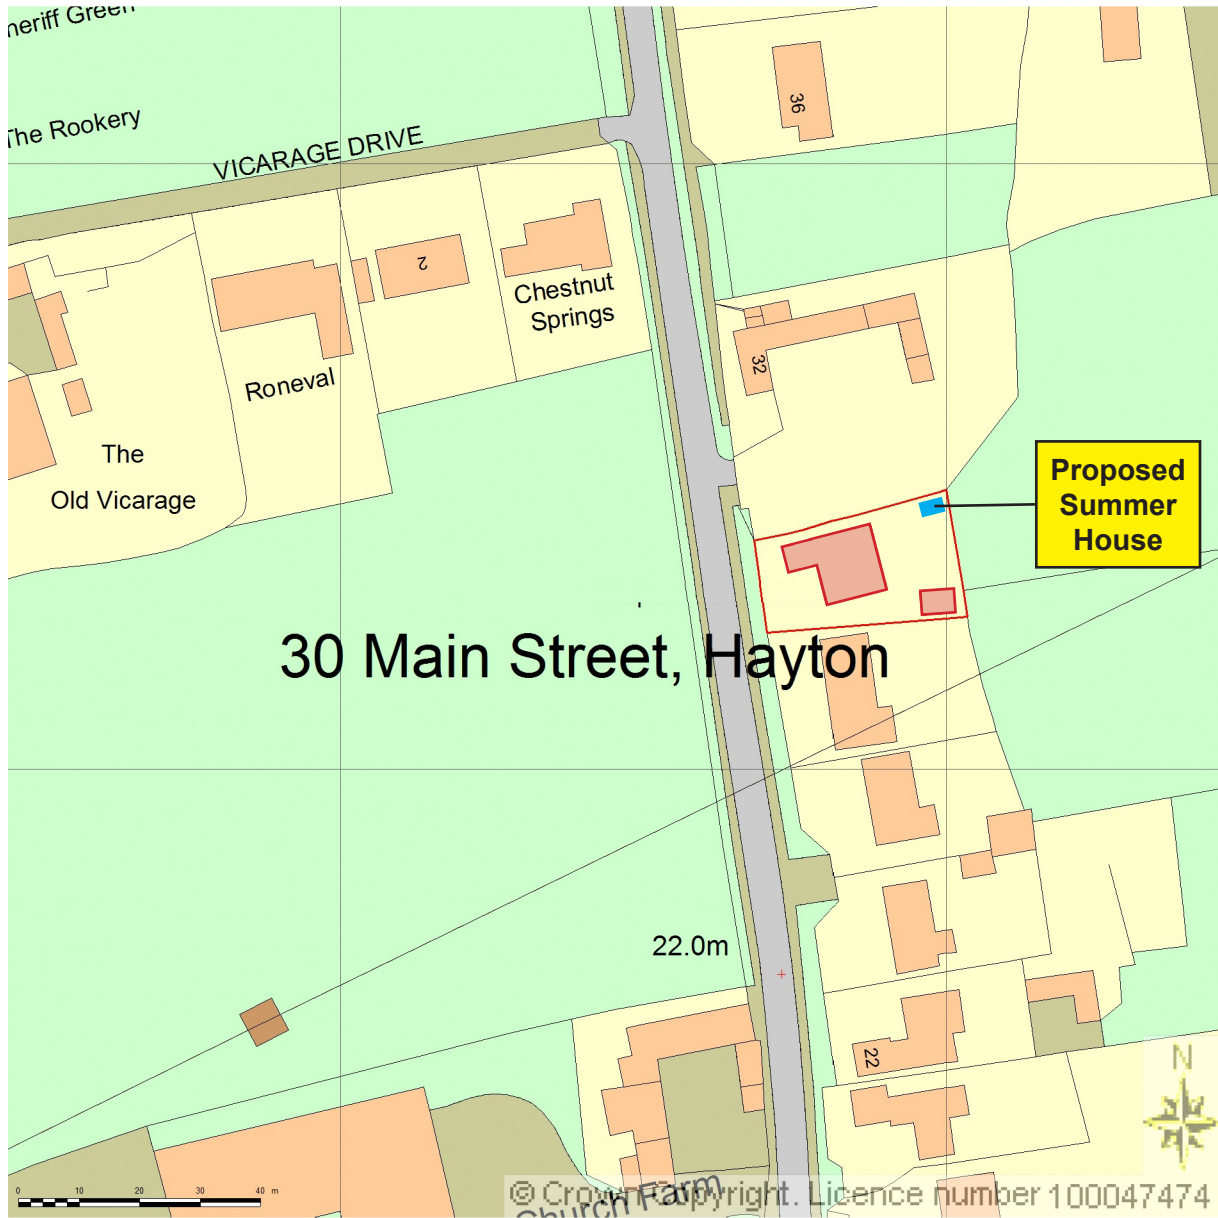 heriff Green
The Rookery
VICARAGE DRIVE
36
2
Chestnut
Springs
Roneval
32
The
Old Vicarage
Proposed
Summer
House
30 Main Street, Hayton
22.0m
22
N
0 10 20 30 40 m
Church Farm
© Crown Copyright. Licence number 100047474